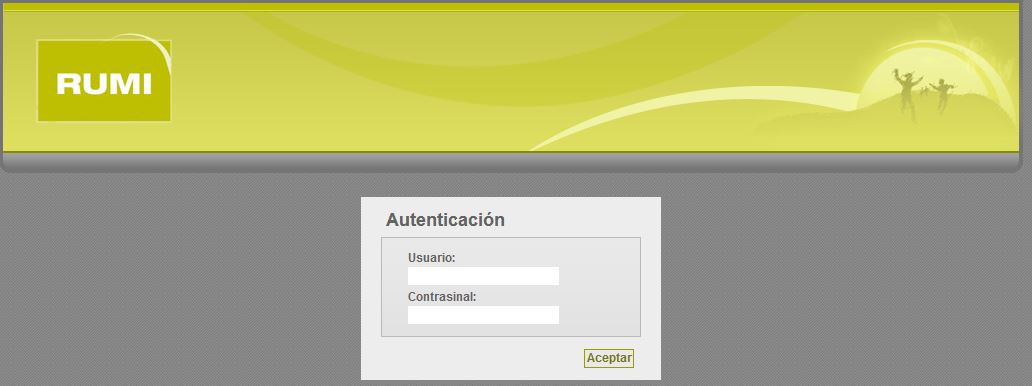 RUMI
Autenticación
Usuario:
Contrasinal:
Aceptar